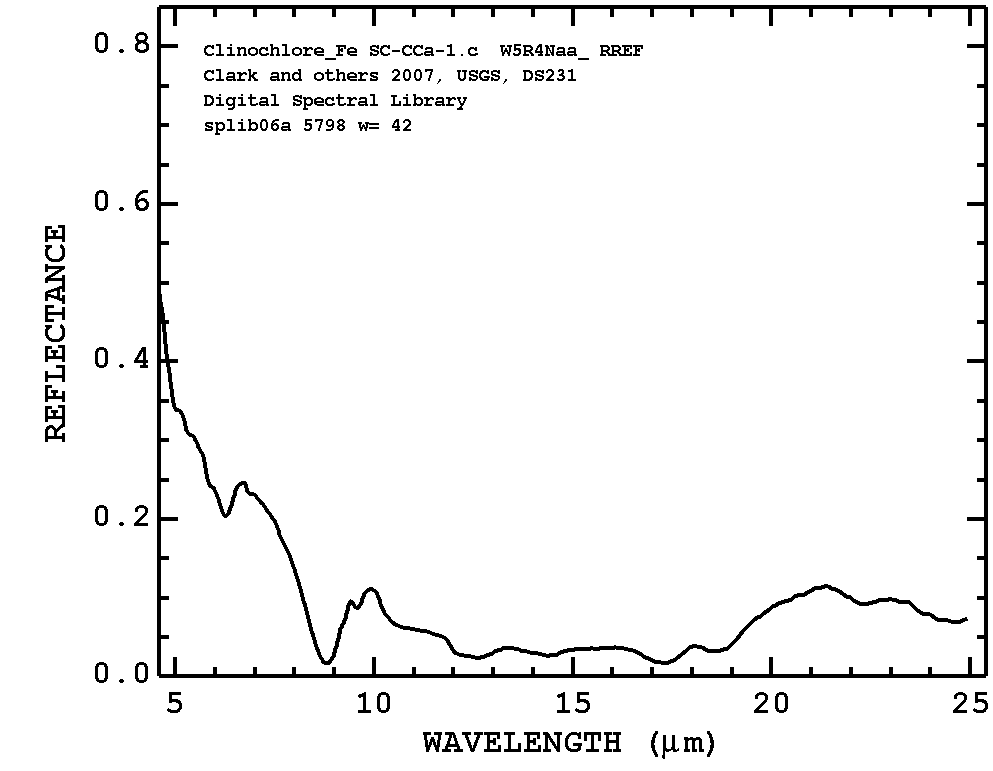 Clinochlore_Fe SC-CCa-1.c W5R4Naa_ RREF
Clark and others 2007, USGS, DS231
Digital Spectral Library
splib06a 5798 w= 42
REFLECTANCE
0.8
0.6
0.4
0.2
0.0
5 10 15 20 25
WAVELENGTH (μm)